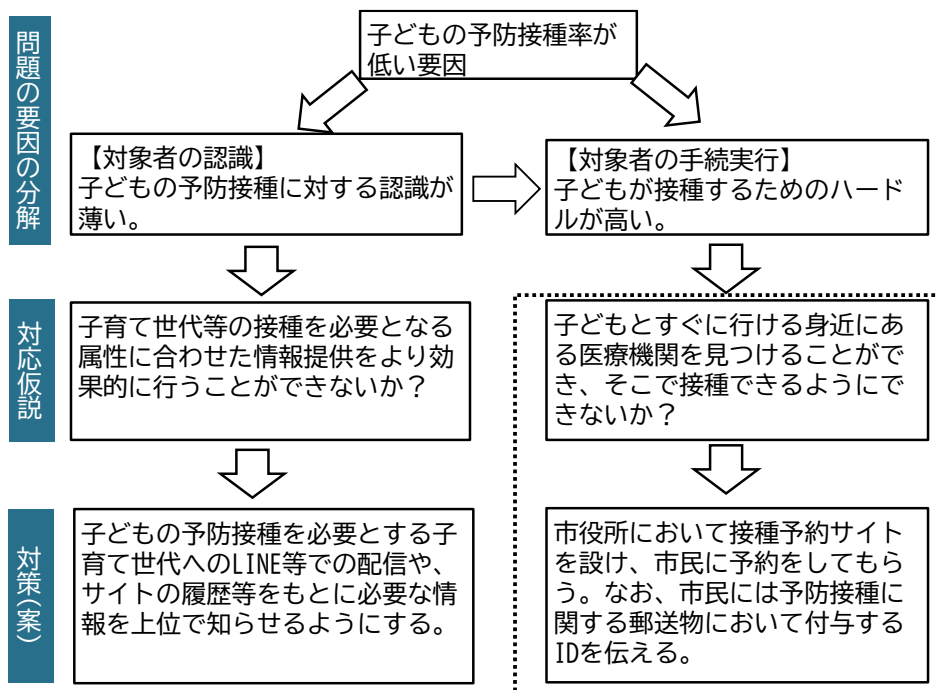 問題の要因の分解
子どもの予防接種率が
低い要因
【対象者の認識】
子どもの予防接種に対する認識が
薄い。
【対象者の手続実行】
子どもが接種するためのハード
ルが高い。
対応仮説
子育て世代等の接種を必要となる
属性に合わせた情報提供をより効
果的に行うことができないか？
子どもとすぐに行ける身近にあ
る医療機関を見つけることがで
き、そこで接種できるようにで
きないか？
対策（案）
子どもの予防接種を必要とする子
育て世代へのLINE等での配信や、
サイトの履歴等をもとに必要な情
報を上位で知らせるようにする。
市役所において接種予約サイト
を設け、市民に予約をしてもら
う。なお、市民には予防接種に
関する郵送物において付与する
IDを伝える。